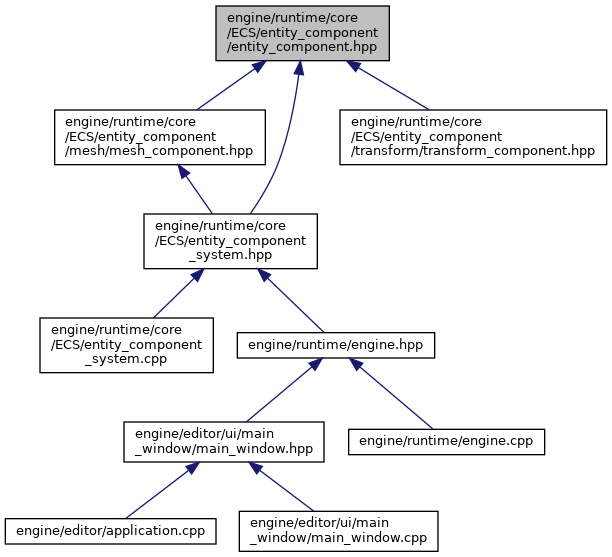 engine/runtime/core
/ECS/entity_component
/entity_component.hpp
engine/runtime/core
/ECS/entity_component
/mesh/mesh_component.hpp
engine/runtime/core
/ECS/entity_component
/transform/transform_component.hpp
engine/runtime/core
/ECS/entity_component
_system.hpp
engine/runtime/core
/ECS/entity_component
_system.cpp
engine/runtime/engine.hpp
engine/editor/ui/main
_window/main_window.hpp
engine/runtime/engine.cpp
engine/editor/application.cpp
engine/editor/ui/main
_window/main_window.cpp